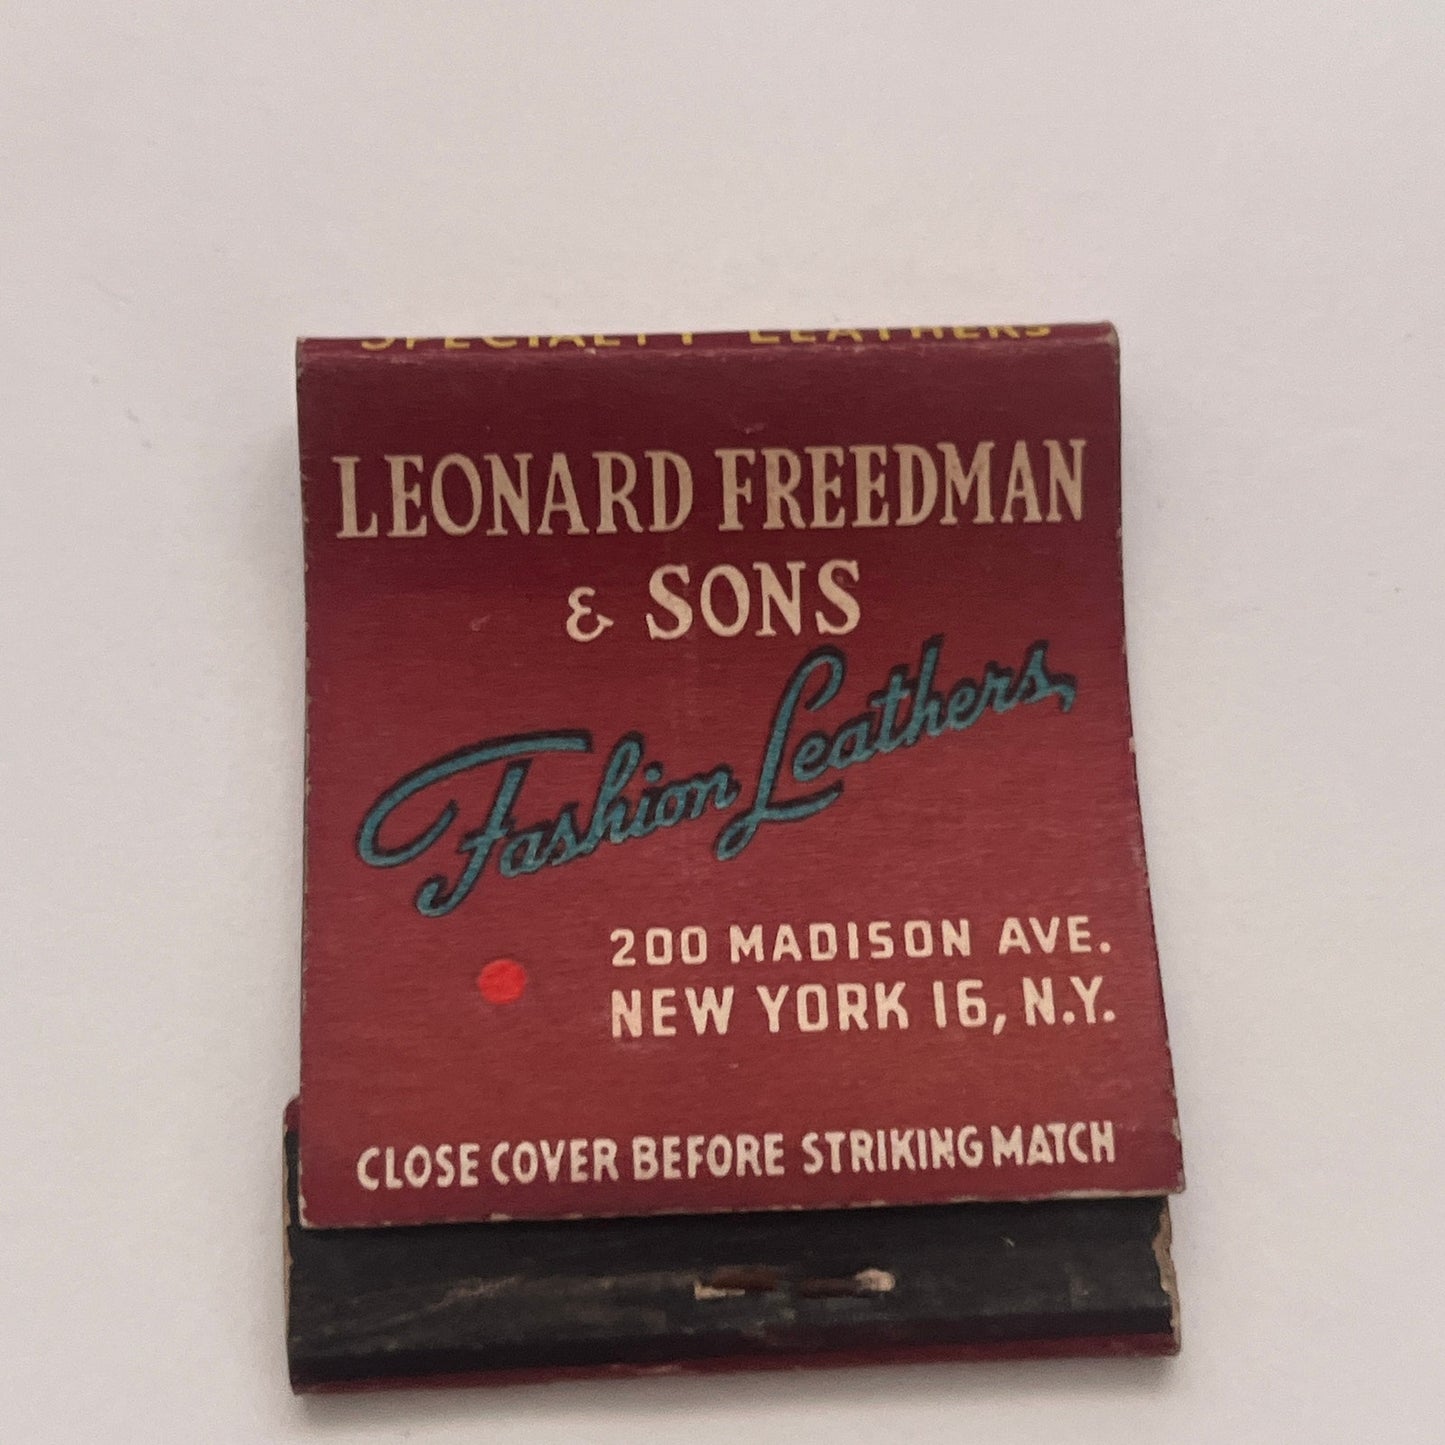 SPECIALTY LEATHERS
LEONARD FREEDMAN
& SONS
Fashion Leathers,
200 MADISON AVE.
NEW YORK 16, N.Y.
CLOSE COVER BEFORE STRIKING MATCH